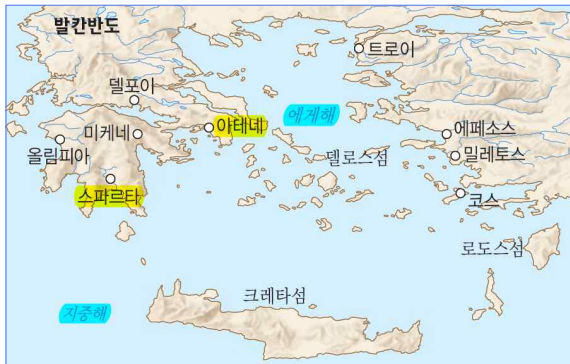 발칸반도
트로이
델포이
에게해
아테네
미케네
에페소스
올림피아
델로스섬
밀레토스
스파르타
코스
로도스섬
크레타섬
지중해